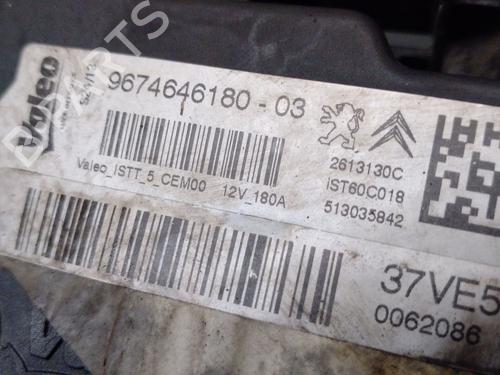 Valeo
9674646180-03
2613130C
Valeo_ISTT_5_CEM00 12V_180A
IST60C018
513035842
37VE5
0062086